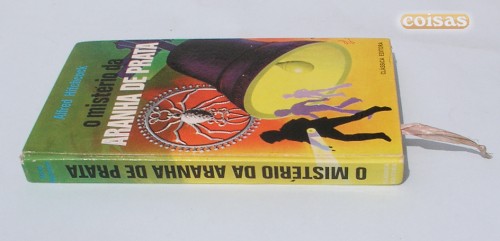 coisas
Alfred Hitchcock
o mistério da
ARANHA DE PRATA
CLÁSSICA EDITORA
O MISTÉRIO DA ARANHA DE PRATA